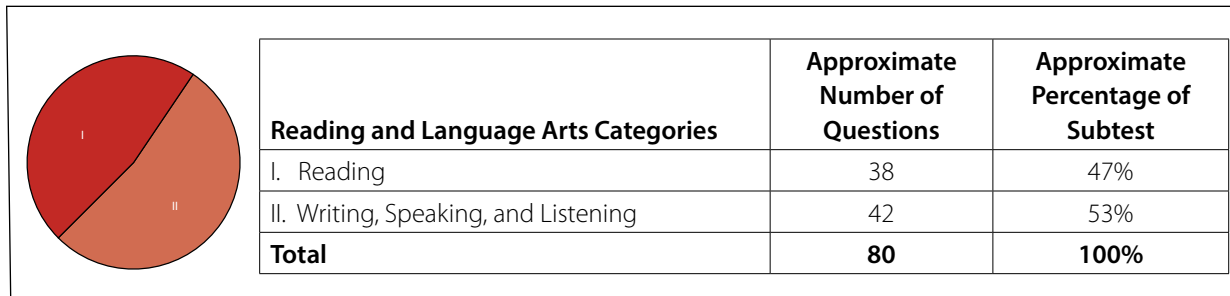 I
II
Reading and Language Arts Categories
Approximate
Number of
Questions
Approximate
Percentage of
Subtest
I. Reading 38 47%
II. Writing, Speaking, and Listening 42 53%
Total 80 100%